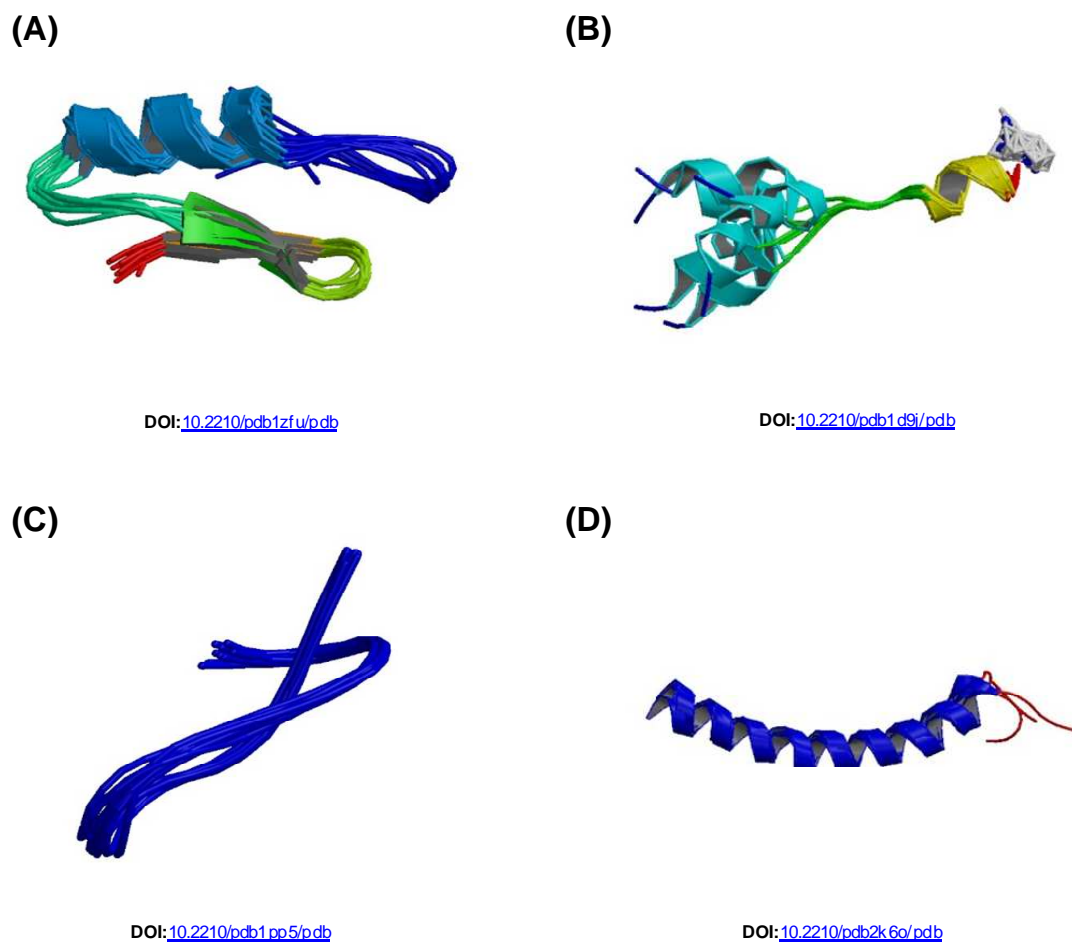 (A)
(B)
DOI:10.2210/pdb1zfu/pdb
DOI:10.2210/pdb1d9j/pdb
(C)
(D)
DOI:10.2210/pdb1pp5/pdb
DOI:10.2210/pdb2k6o/pdb